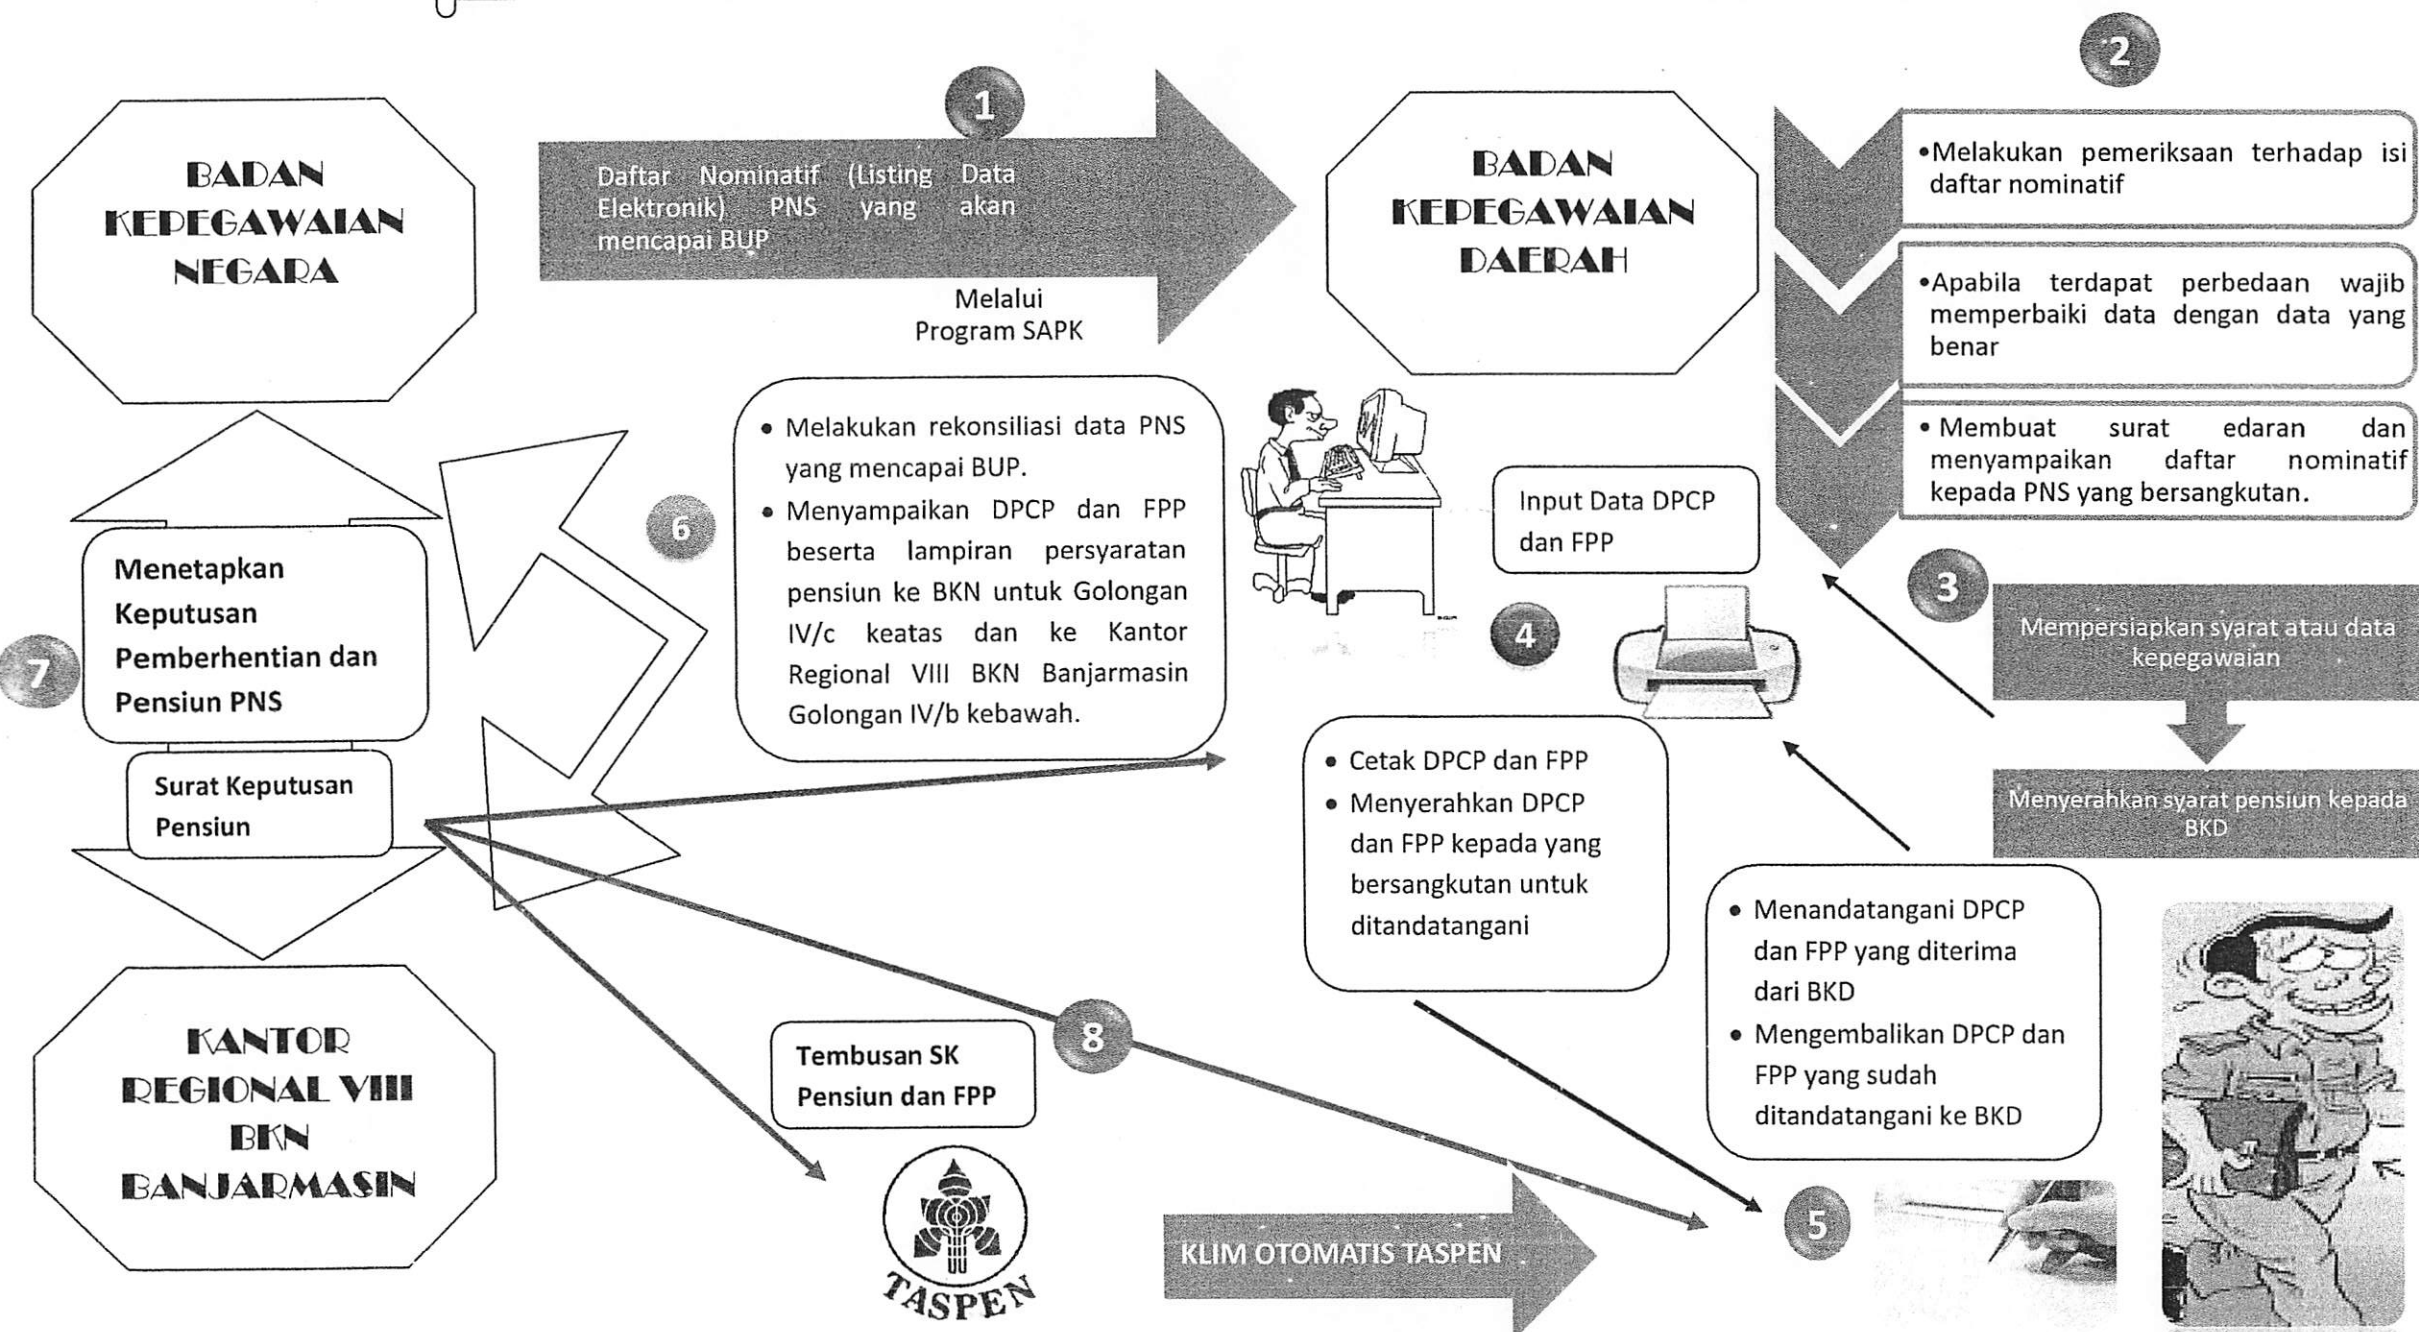 1
2
BADAN
KEPEGAWAIAN
NEGARA
Daftar Nominatif (Listing Data
Elektronik) PNS yang akan
mencapai BUP
Melalui
Program SAPK
BADAN
KEPEGAWAIAN
DAERAH
•Melakukan pemeriksaan terhadap isi
daftar nominatif
•Apabila terdapat perbedaan wajib
memperbaiki data dengan data yang
benar
• Membuat surat edaran dan
menyampaikan daftar nominatif
kepada PNS yang bersangkutan.
6
• Melakukan rekonsiliasi data PNS
yang mencapai BUP.
• Menyampaikan DPCP dan FPP
beserta lampiran persyaratan
pensiun ke BKN untuk Golongan
IV/c keatas dan ke Kantor
Regional VIII BKN Banjarmasin
Golongan IV/b kebawah.
Input Data DPCP
dan FPP
3
Mempersiapkan syarat atau data
kepegawaian
Menyerahkan syarat pensiun kepada
BKD
4
• Cetak DPCP dan FPP
• Menyerahkan DPCP
dan FPP kepada yang
bersangkutan untuk
ditandatangani
7
Menetapkan
Keputusan
Pemberhentian dan
Pensiun PNS
Surat Keputusan
Pensiun
• Menandatangani DPCP
dan FPP yang diterima
dari BKD
• Mengembalikan DPCP dan
FPP yang sudah
ditandatangani ke BKD
5
KANTOR
REGIONAL VIII
BKN
BANJARMASIN
8
Tembusan SK
Pensiun dan FPP
TASPEN
KLIM OTOMATIS TASPEN